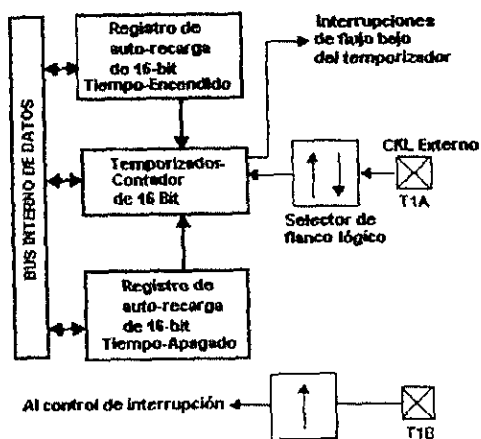 Registro de
auto-recarga
de 16-bit
Tiempo-Encendido
Interrupciones
de flujo bajo
del temporizador
BUS INTERNO DE DATOS
Temporizador-
Contador
de 16 Bit
CKL Externo
T1A
Selector de
flanco lógico
Registro de
auto-recarga
de 16-bit
Tiempo-Apagado
Al control de interrupción
T1B